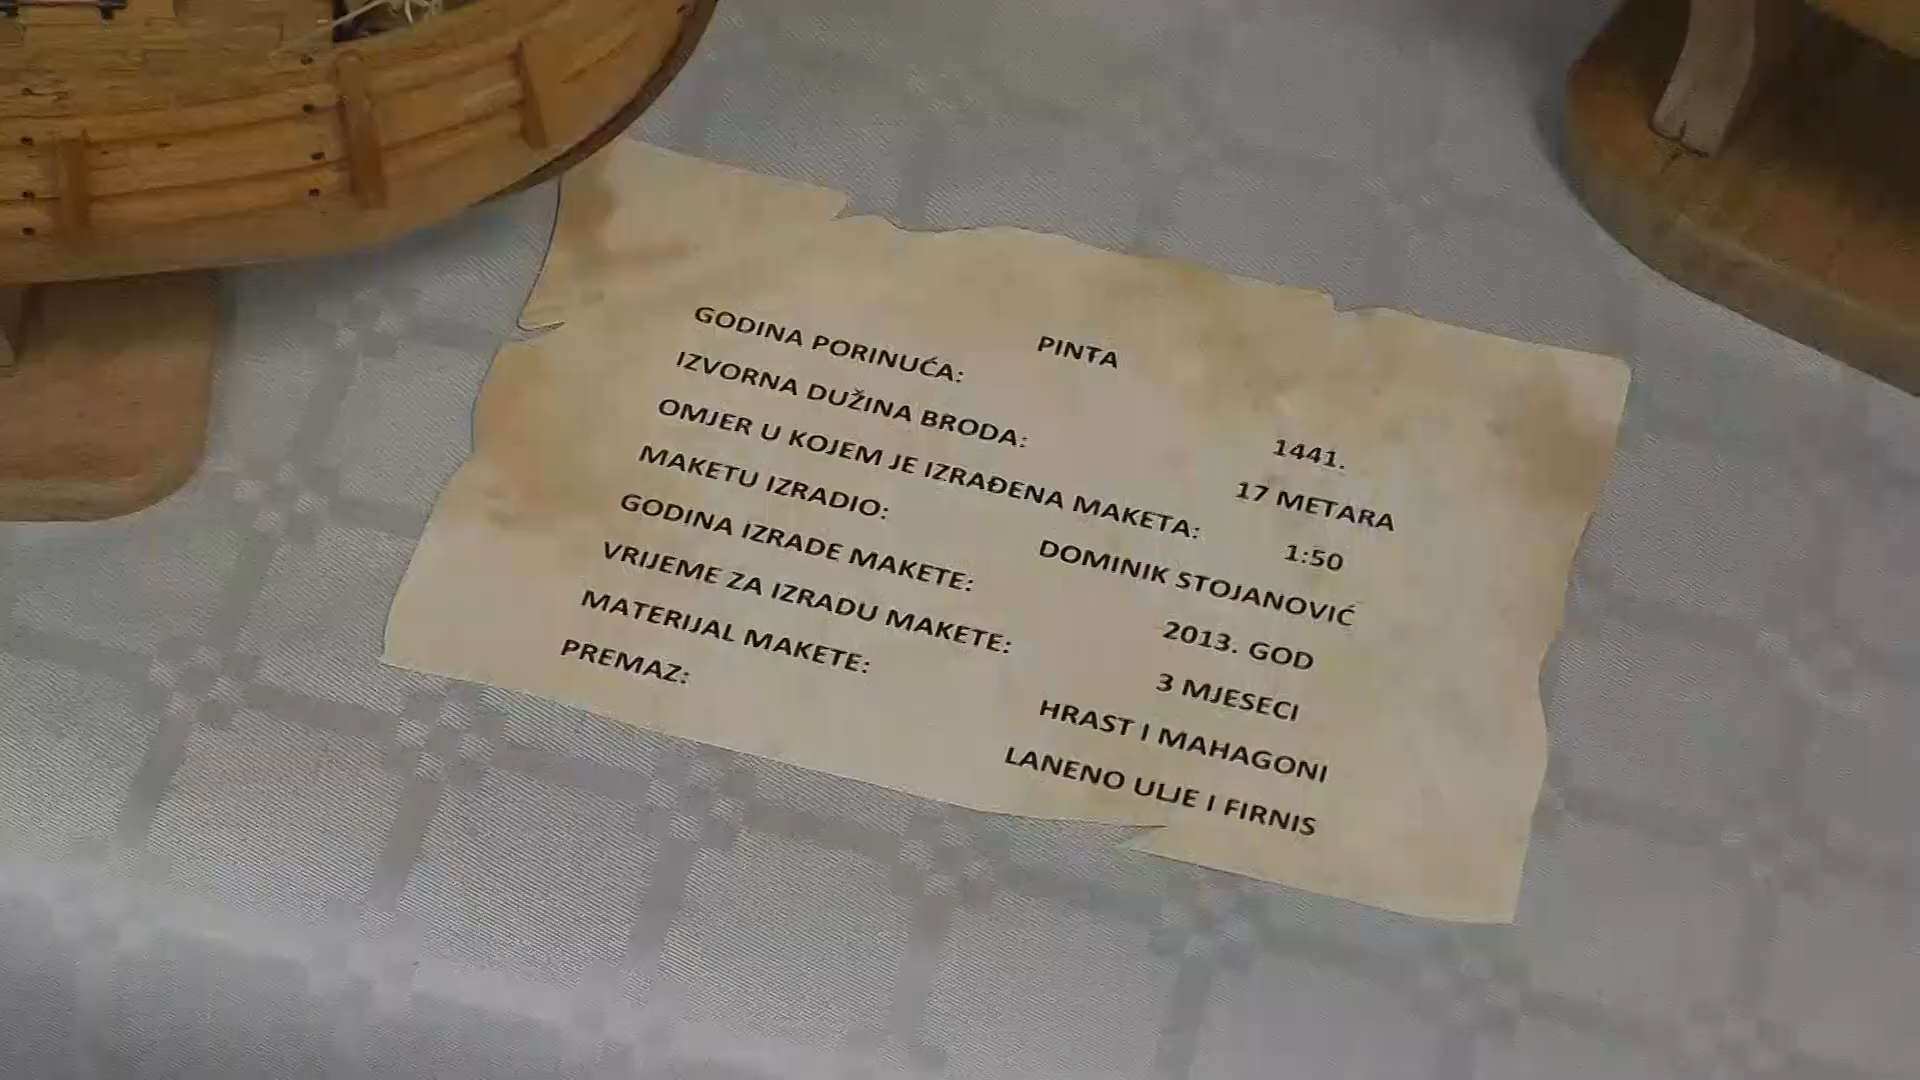 PINTA
GODINA PORINUĆA: 1441.
IZVORNA DUŽINA BRODA: 17 METARA
OMJER U KOJEM JE IZRAĐENA MAKETA: 1:50
MAKETU IZRADIO: DOMINIK STOJANOVIĆ
GODINA IZRADE MAKETE: 2013. GOD
VRIJEME ZA IZRADU MAKETE: 3 MJESECI
MATERIJAL MAKETE: HRAST I MAHAGONI
PREMAZ: LANENO ULJE I FIRNIS